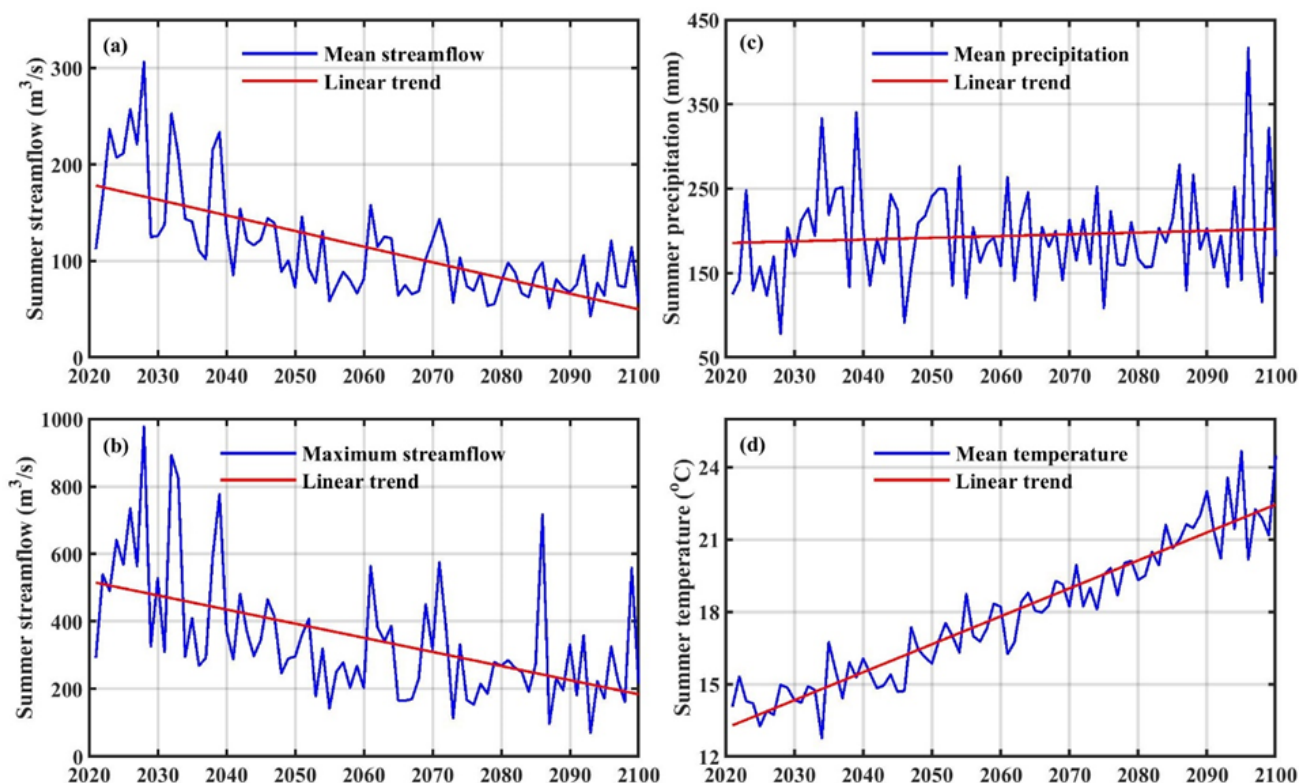 (a)
Mean streamflow
Linear trend
Summer streamflow (m³/s)
300
200
100
0
2020 2030 2040 2050 2060 2070 2080 2090 2100
(c)
Mean precipitation
Linear trend
Summer precipitation (mm)
450
350
250
150
50
2020 2030 2040 2050 2060 2070 2080 2090 2100
(b)
Maximum streamflow
Linear trend
Summer streamflow (m³/s)
1000
800
600
400
200
0
2020 2030 2040 2050 2060 2070 2080 2090 2100
(d)
Mean temperature
Linear trend
Summer temperature (°C)
24
21
18
15
12
2020 2030 2040 2050 2060 2070 2080 2090 2100